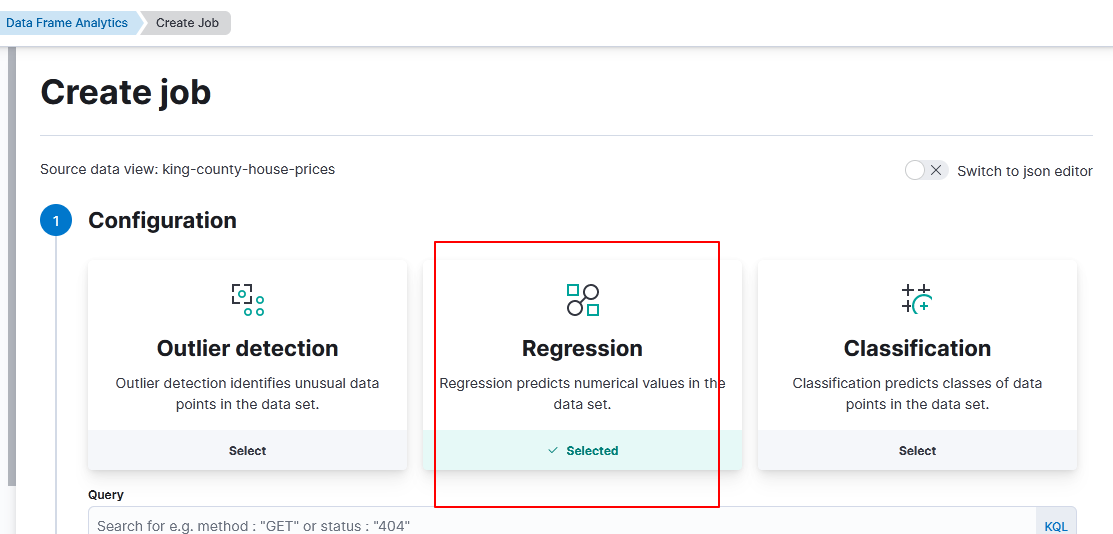 Data Frame Analytics
Create Job
Create job
Source data view: king-county-house-prices
Switch to json editor
1
Configuration
Outlier detection
Outlier detection identifies unusual data
points in the data set.
Select
Regression
Regression predicts numerical values in the
data set.
Selected
Classification
Classification predicts classes of data
points in the data set.
Select
Query
Search for e.g. method : "GET" or status : "404"
KQL